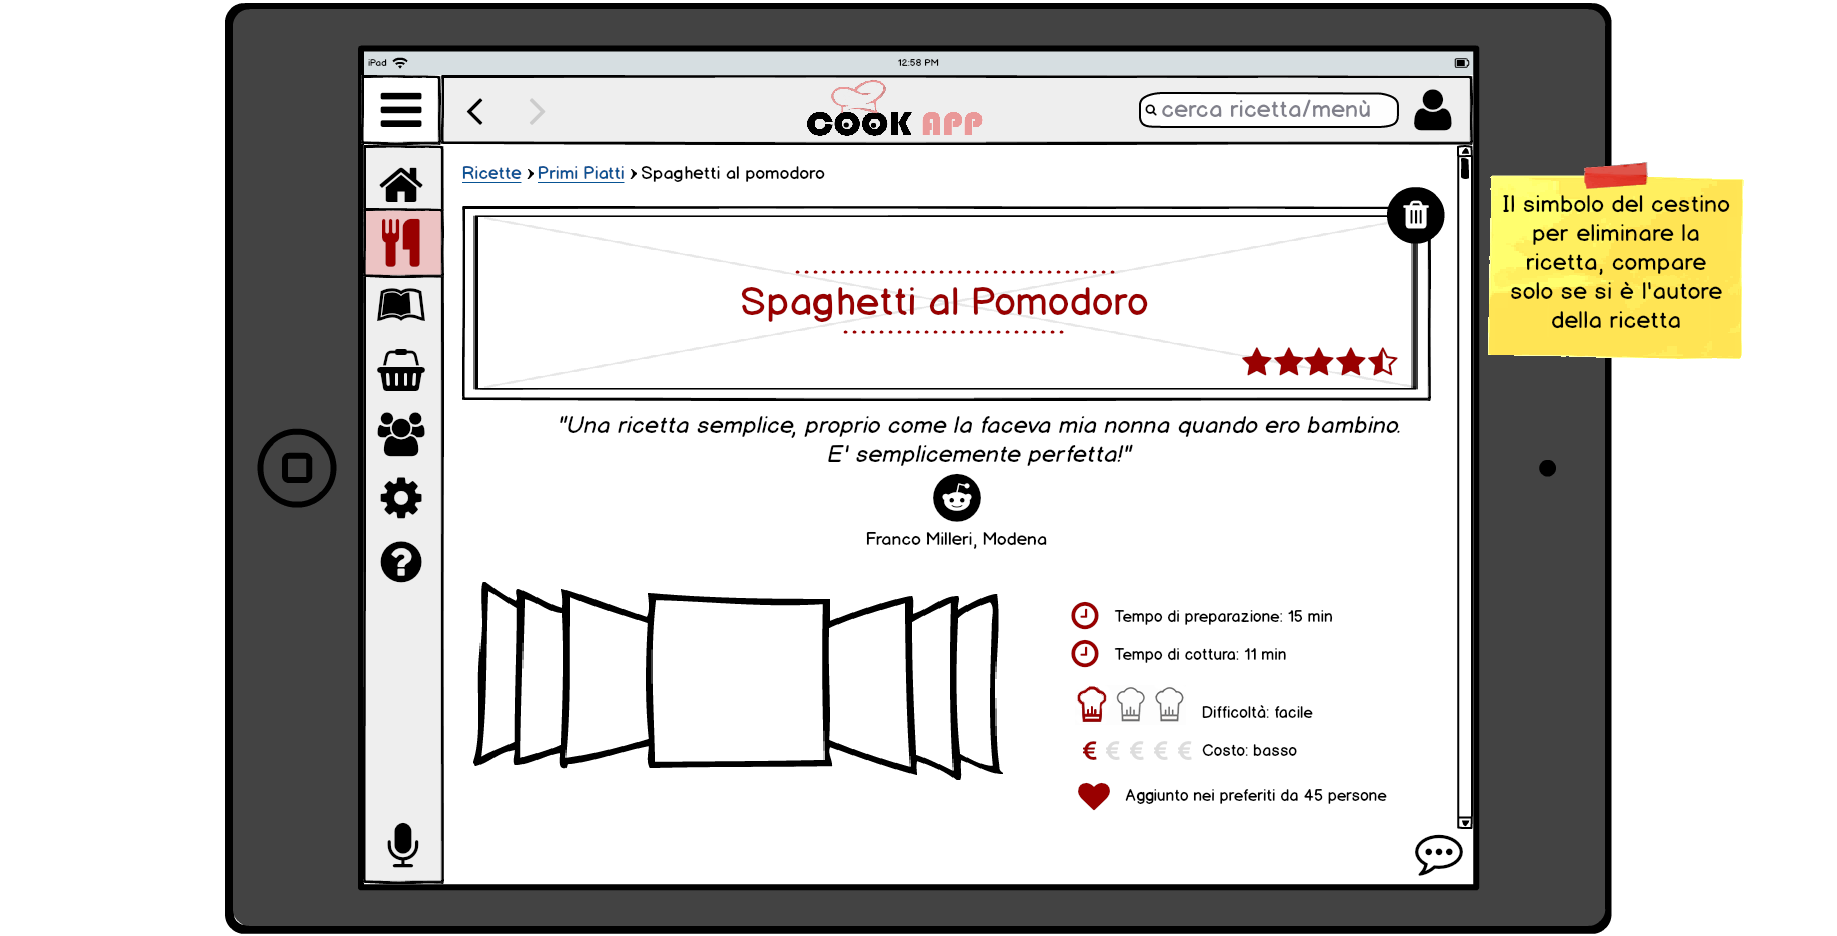 iPad
12:58 PM
COOK APP
cerca ricetta/menù
Ricette › Primi Piatti › Spaghetti al pomodoro
Spaghetti al Pomodoro
"Una ricetta semplice, proprio come la faceva mia nonna quando ero bambino.
E' semplicemente perfetta!"
Franco Milleri, Modena
Tempo di preparazione: 15 min
Tempo di cottura: 11 min
Difficoltà: facile
€ € € € € Costo: basso
Aggiunto nei preferiti da 45 persone
Il simbolo del cestino
per eliminare la
ricetta, compare
solo se si è l'autore
della ricetta